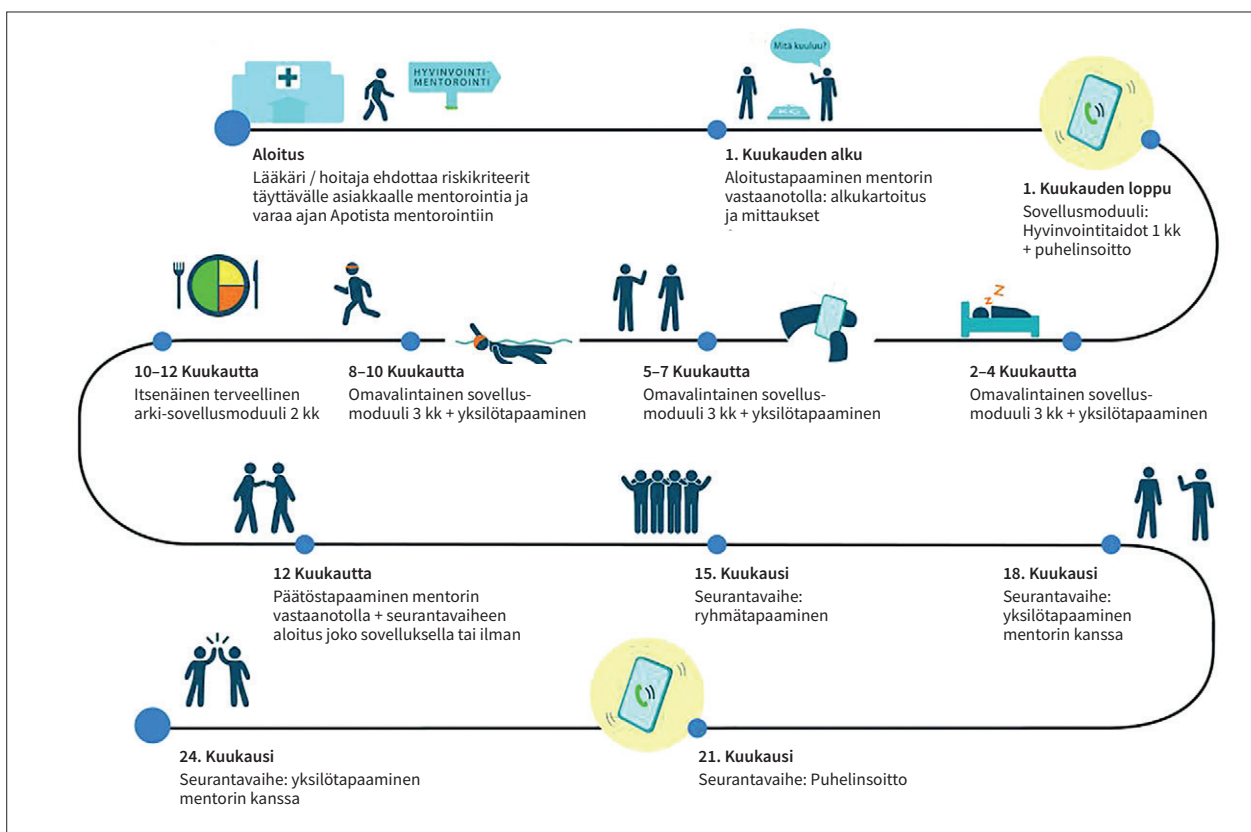 HYVINVOINTI-
MENTOROINTI
Mitä kuuluu?
KG
Aloitus
Lääkäri / hoitaja ehdottaa riskikriteerit
täyttävälle asiakkaalle mentorointia ja
varaa ajan Apotista mentorointiin
1. Kuukauden alku
Aloitustapaaminen mentorin
vastaanotolla: alkukartoitus
ja mittaukset
1. Kuukauden loppu
Sovellusmoduuli:
Hyvinvointitaidot 1 kk
+ puhelinsoitto
z Z Z
2–4 Kuukautta
Omavalintainen sovellus-
moduuli 3 kk + yksilötapaaminen
5–7 Kuukautta
Omavalintainen sovellus-
moduuli 3 kk + yksilötapaaminen
8–10 Kuukautta
Omavalintainen sovellus-
moduuli 3 kk + yksilötapaaminen
10–12 Kuukautta
Itsenäinen terveellinen
arki-sovellusmoduuli 2 kk
12 Kuukautta
Päätöstapaaminen mentorin
vastaanotolla + seurantavaiheen
aloitus joko sovelluksella tai ilman
15. Kuukausi
Seurantavaihe:
ryhmätapaaminen
18. Kuukausi
Seurantavaihe:
yksilötapaaminen
mentorin kanssa
21. Kuukausi
Seurantavaihe: Puhelinsoitto
24. Kuukausi
Seurantavaihe: yksilötapaaminen
mentorin kanssa